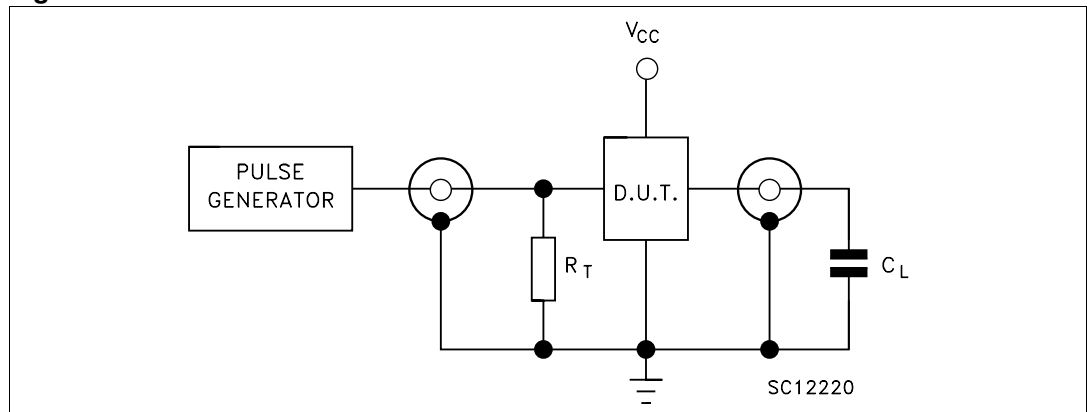 VCC
PULSE
GENERATOR
D.U.T.
RT
CL
SC12220